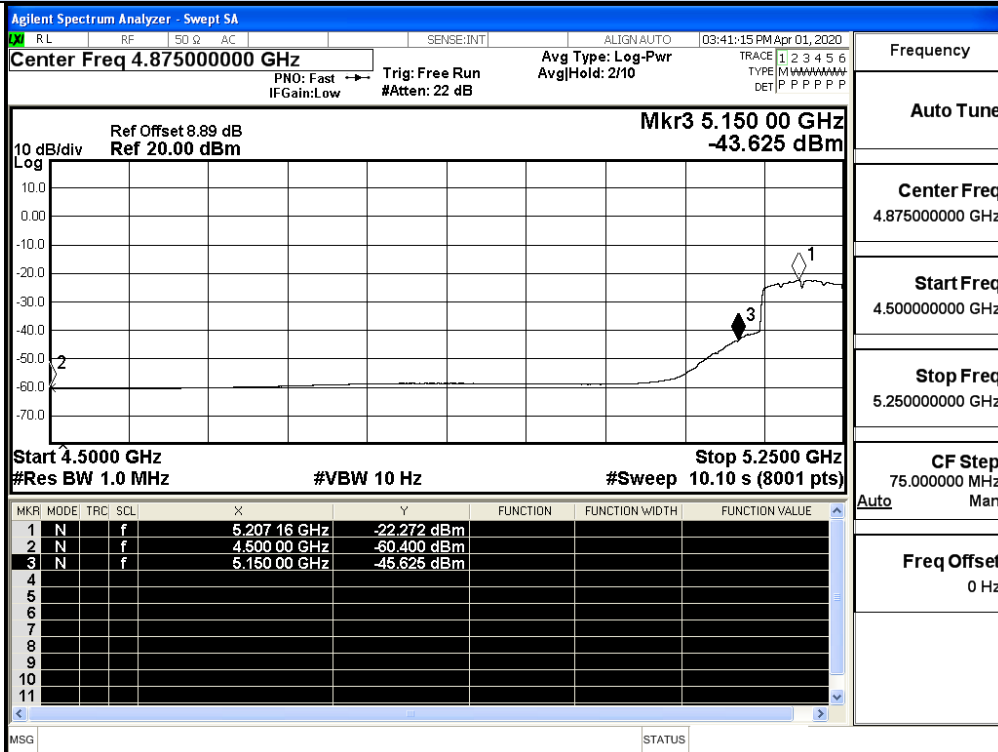 Agilent Spectrum Analyzer - Swept SA
LXI RL RF 50 Ω AC SENSE:INT ALIGN AUTO 03:41:15 PM Apr 01, 2020
Center Freq 4.875000000 GHz
PNO: Fast Trig: Free Run
IFGain:Low #Atten: 22 dB
Avg Type: Log-Pwr
Avg|Hold: 2/10
TRACE 1 2 3 4 5 6
TYPE M WWWWW
DET P P P P P P
Ref Offset 8.89 dB
10 dB/div Ref 20.00 dBm
Log
Mkr3 5.150 00 GHz
-43.625 dBm
10.0
0.00
-10.0
-20.0
-30.0
-40.0
-50.0
-60.0
-70.0
1
2
3
Start 4.5000 GHz Stop 5.2500 GHz
#Res BW 1.0 MHz #VBW 10 Hz #Sweep 10.10 s (8001 pts)
MKR MODE TRC SCL X Y FUNCTION FUNCTION WIDTH FUNCTION VALUE
1 N f 5.207 16 GHz -22.272 dBm
2 N f 4.500 00 GHz -60.400 dBm
3 N f 5.150 00 GHz -45.625 dBm
4
5
6
7
8
9
10
11
MSG STATUS
Frequency
Auto Tune
Center Freq
4.875000000 GHz
Start Freq
4.500000000 GHz
Stop Freq
5.250000000 GHz
CF Step
75.000000 MHz
Auto Man
Freq Offset
0 Hz